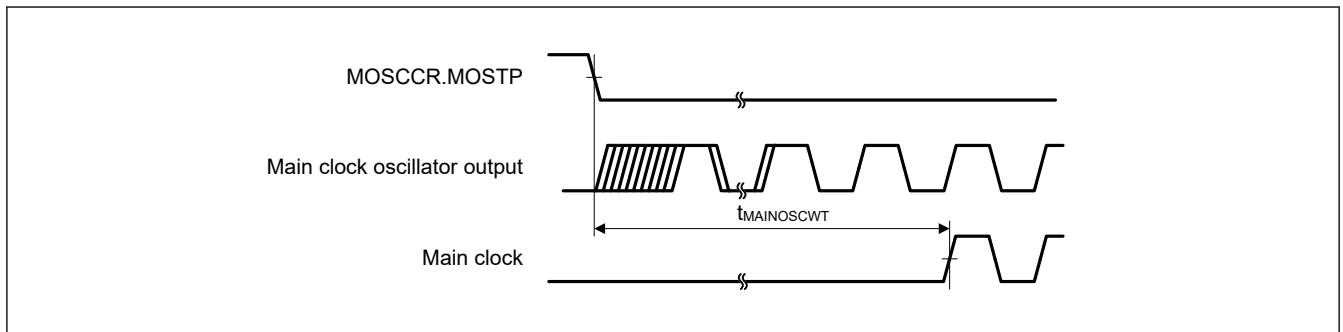 MOSCCR.MOSTP
Main clock oscillator output
tMAINOSCWT
Main clock